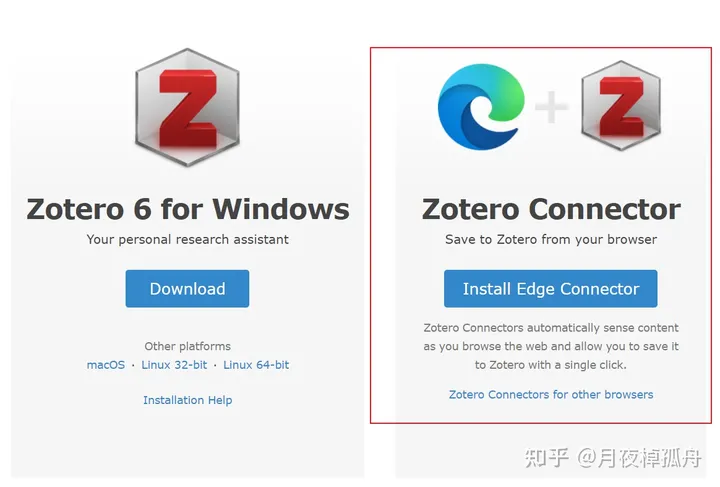 Zotero 6 for Windows
Your personal research assistant
Download
Other platforms
macOS · Linux 32-bit · Linux 64-bit
Installation Help
Z
Zotero Connector
Save to Zotero from your browser
Install Edge Connector
Zotero Connectors automatically sense content
as you browse the web and allow you to save it
to Zotero with a single click.
Zotero Connectors for other browsers
知乎 @月夜棹孤舟